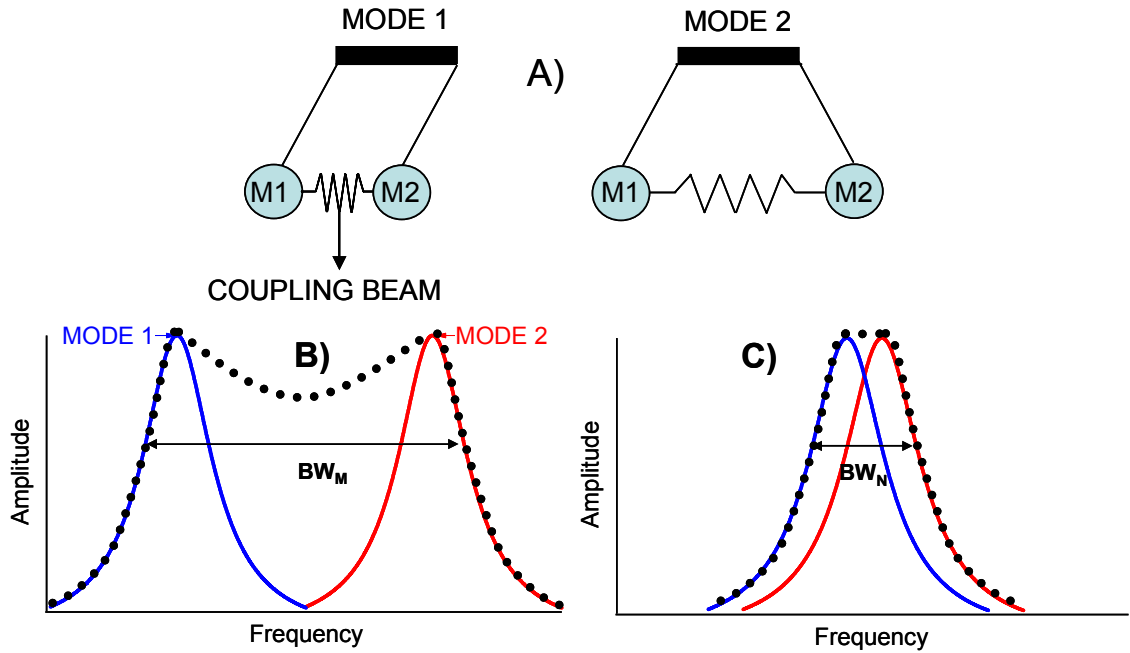 MODE 1
MODE 2
A)
M1
M2
M1
M2
COUPLING BEAM
MODE 1
B)
MODE 2
C)
BWM
BWN
Amplitude
Amplitude
Frequency
Frequency